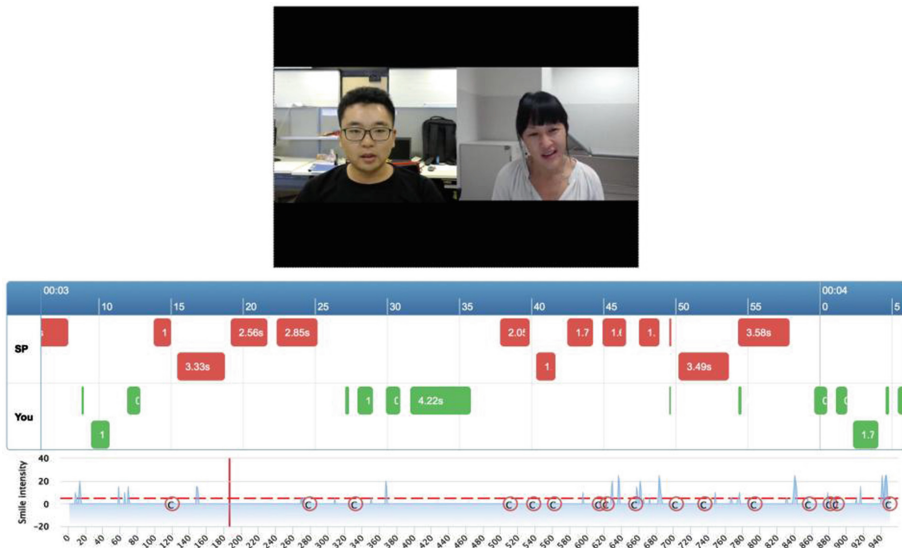 00:03 00:04
10 15 20 25 30 35 40 45 50 55 0 5
SP
s 1 2.56s 2.85s 2.05 1.7 1.6 1. 3.58s
3.33s 1 3.49s
You
0 1 0 4.22s 0 0
1 1.7
Smile intensity
40
20
0
−20
C C C C C C C C C C C C C C C C
0 20 40 60 80 100 120 140 160 180 200 220 240 260 280 300 320 340 360 380 400 420 440 460 480 500 520 540 560 580 600 620 640 660 680 700 720 740 760 780 800 820 840 860 880 900 920 940